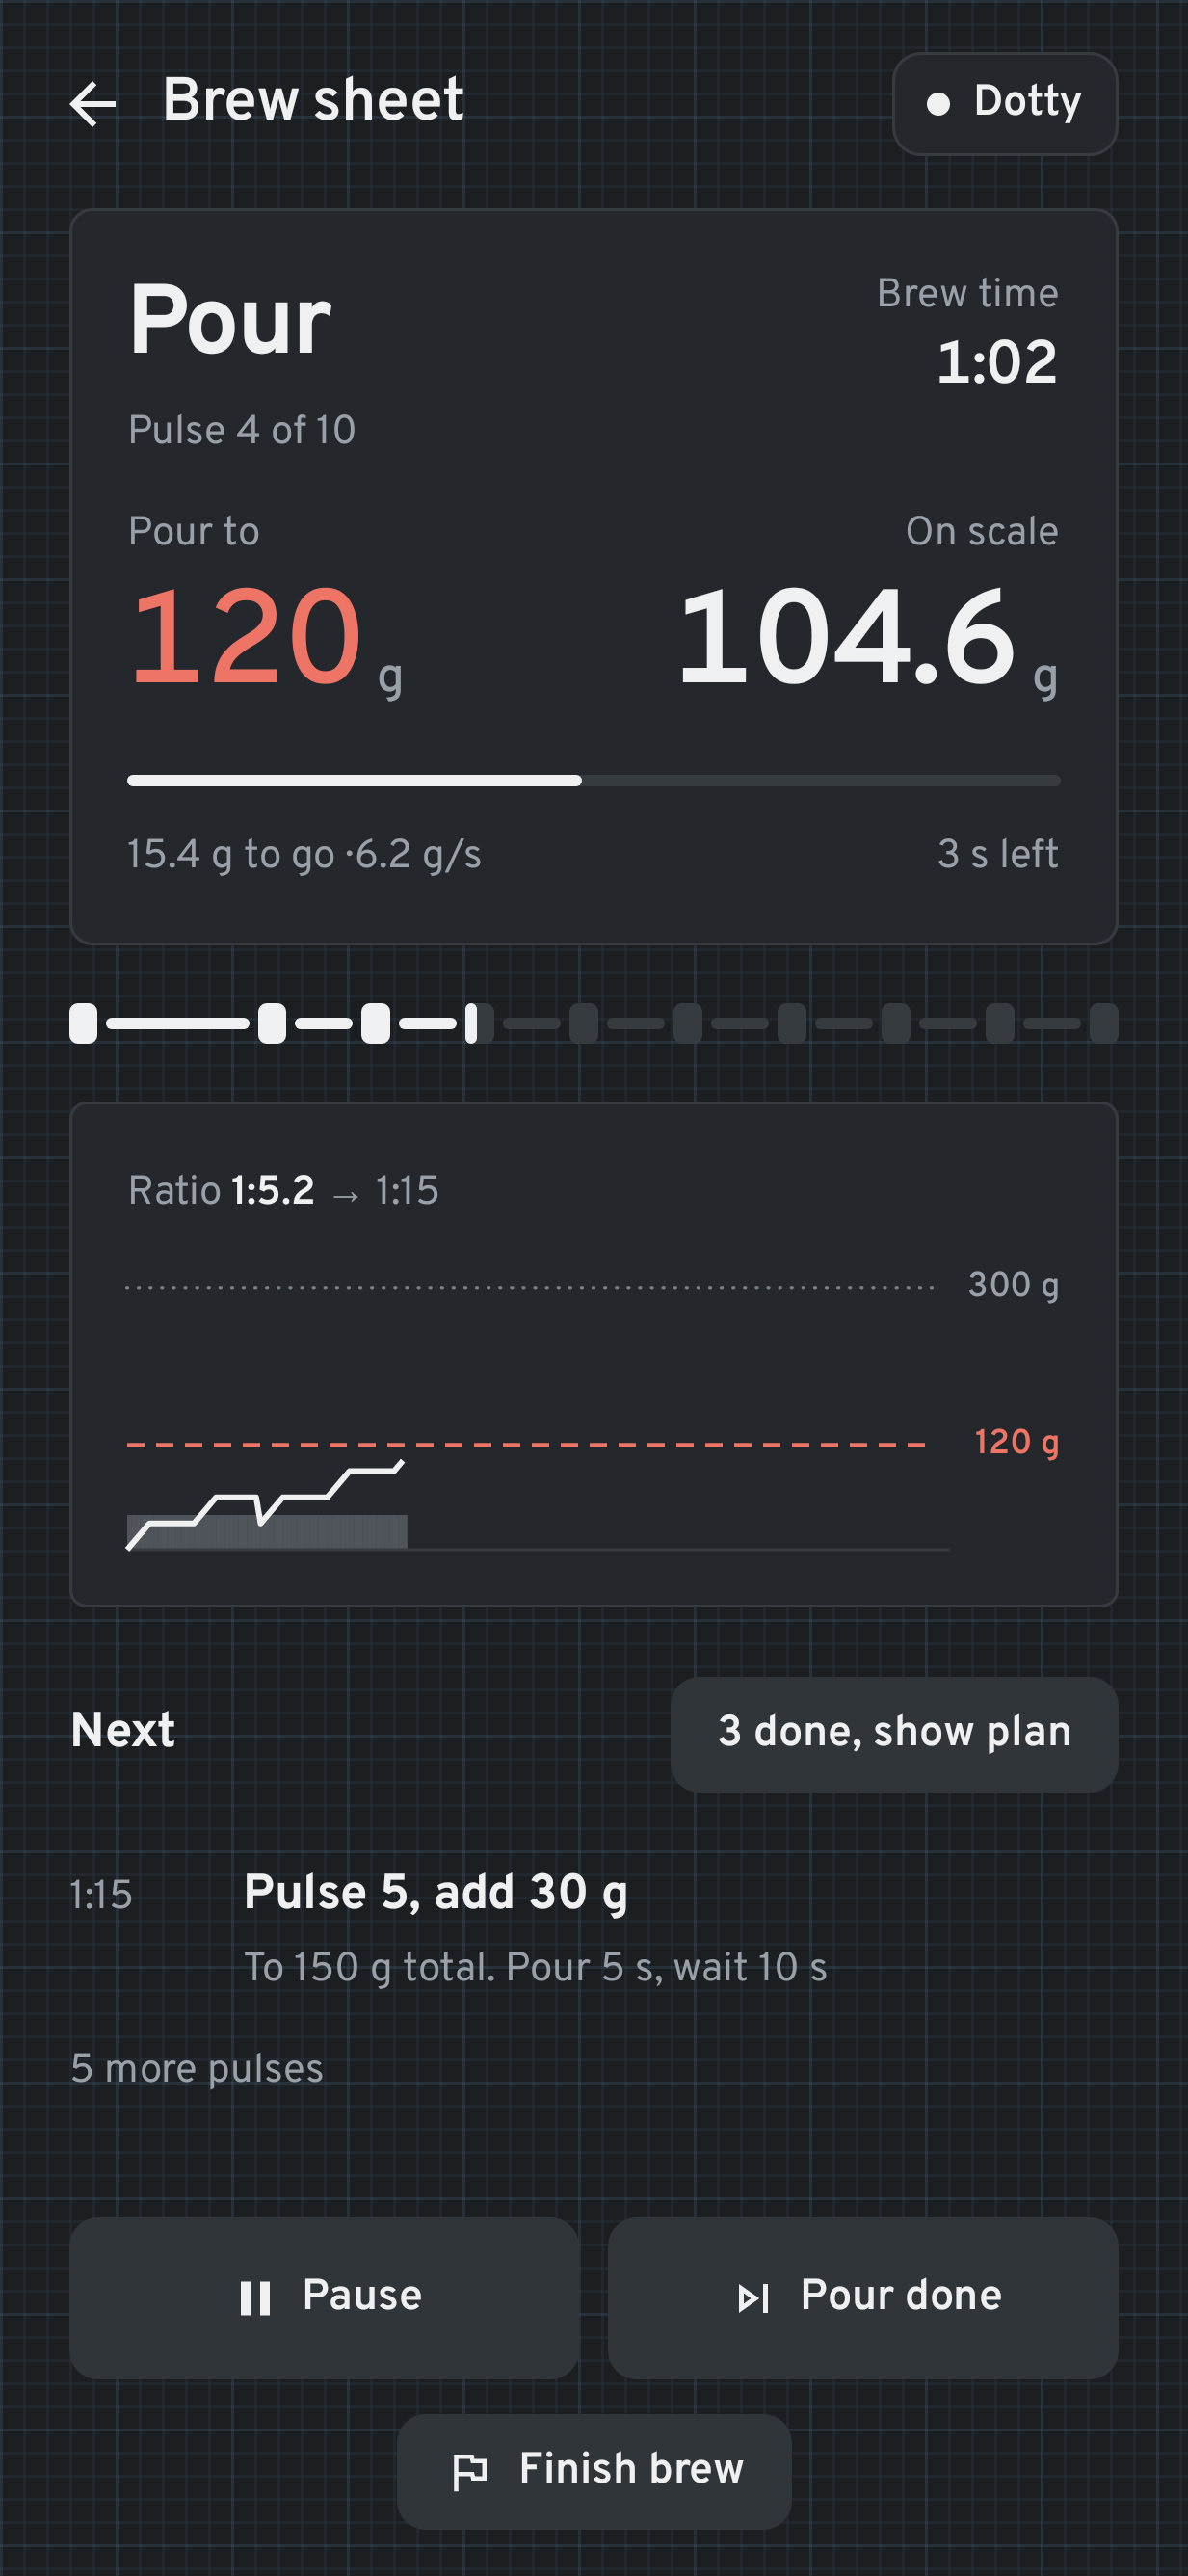 Brew sheet
Dotty
Pour
Brew time
1:02
Pulse 4 of 10
Pour to
On scale
120 g
104.6 g
15.4 g to go ·6.2 g/s
3 s left
Ratio 1:5.2 → 1:15
300 g
120 g
Next
3 done, show plan
1:15
Pulse 5, add 30 g
To 150 g total. Pour 5 s, wait 10 s
5 more pulses
Pause
Pour done
Finish brew